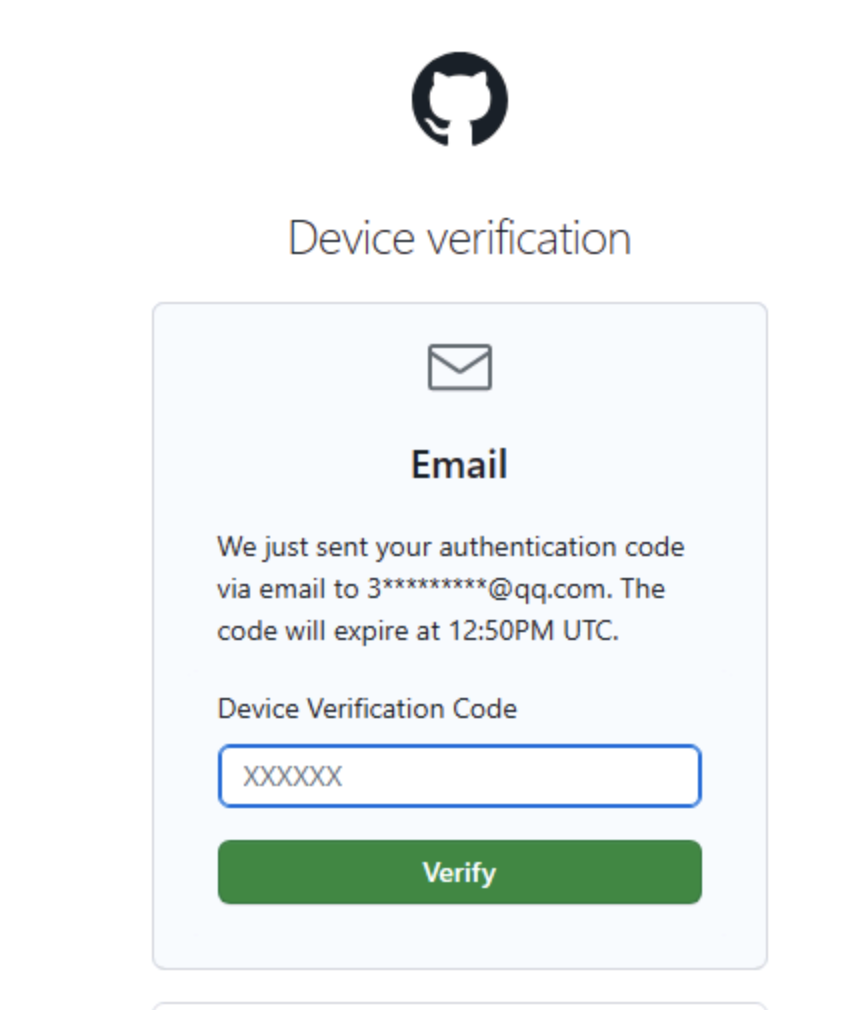 Device verification
Email
We just sent your authentication code
via email to 3*********@qq.com. The
code will expire at 12:50PM UTC.
Device Verification Code
XXXXXX
Verify